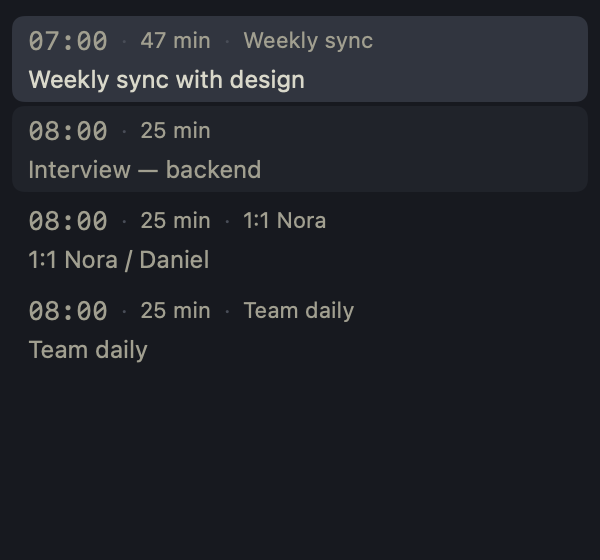 07:00 · 47 min · Weekly sync
Weekly sync with design
08:00 · 25 min
Interview — backend
08:00 · 25 min · 1:1 Nora
1:1 Nora / Daniel
08:00 · 25 min · Team daily
Team daily